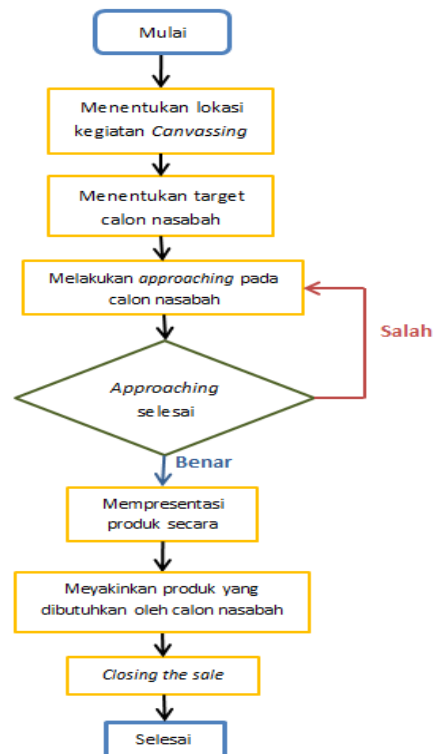 Mulai
Menentukan lokasi
kegiatan Canvassing
Menentukan target
calon nasabah
Melakukan approaching pada
calon nasabah
Salah
Approaching
selesai
Benar
Mempresentasi
produk secara
Meyakinkan produk yang
dibutuhkan oleh calon nasabah
Closing the sale
Selesai